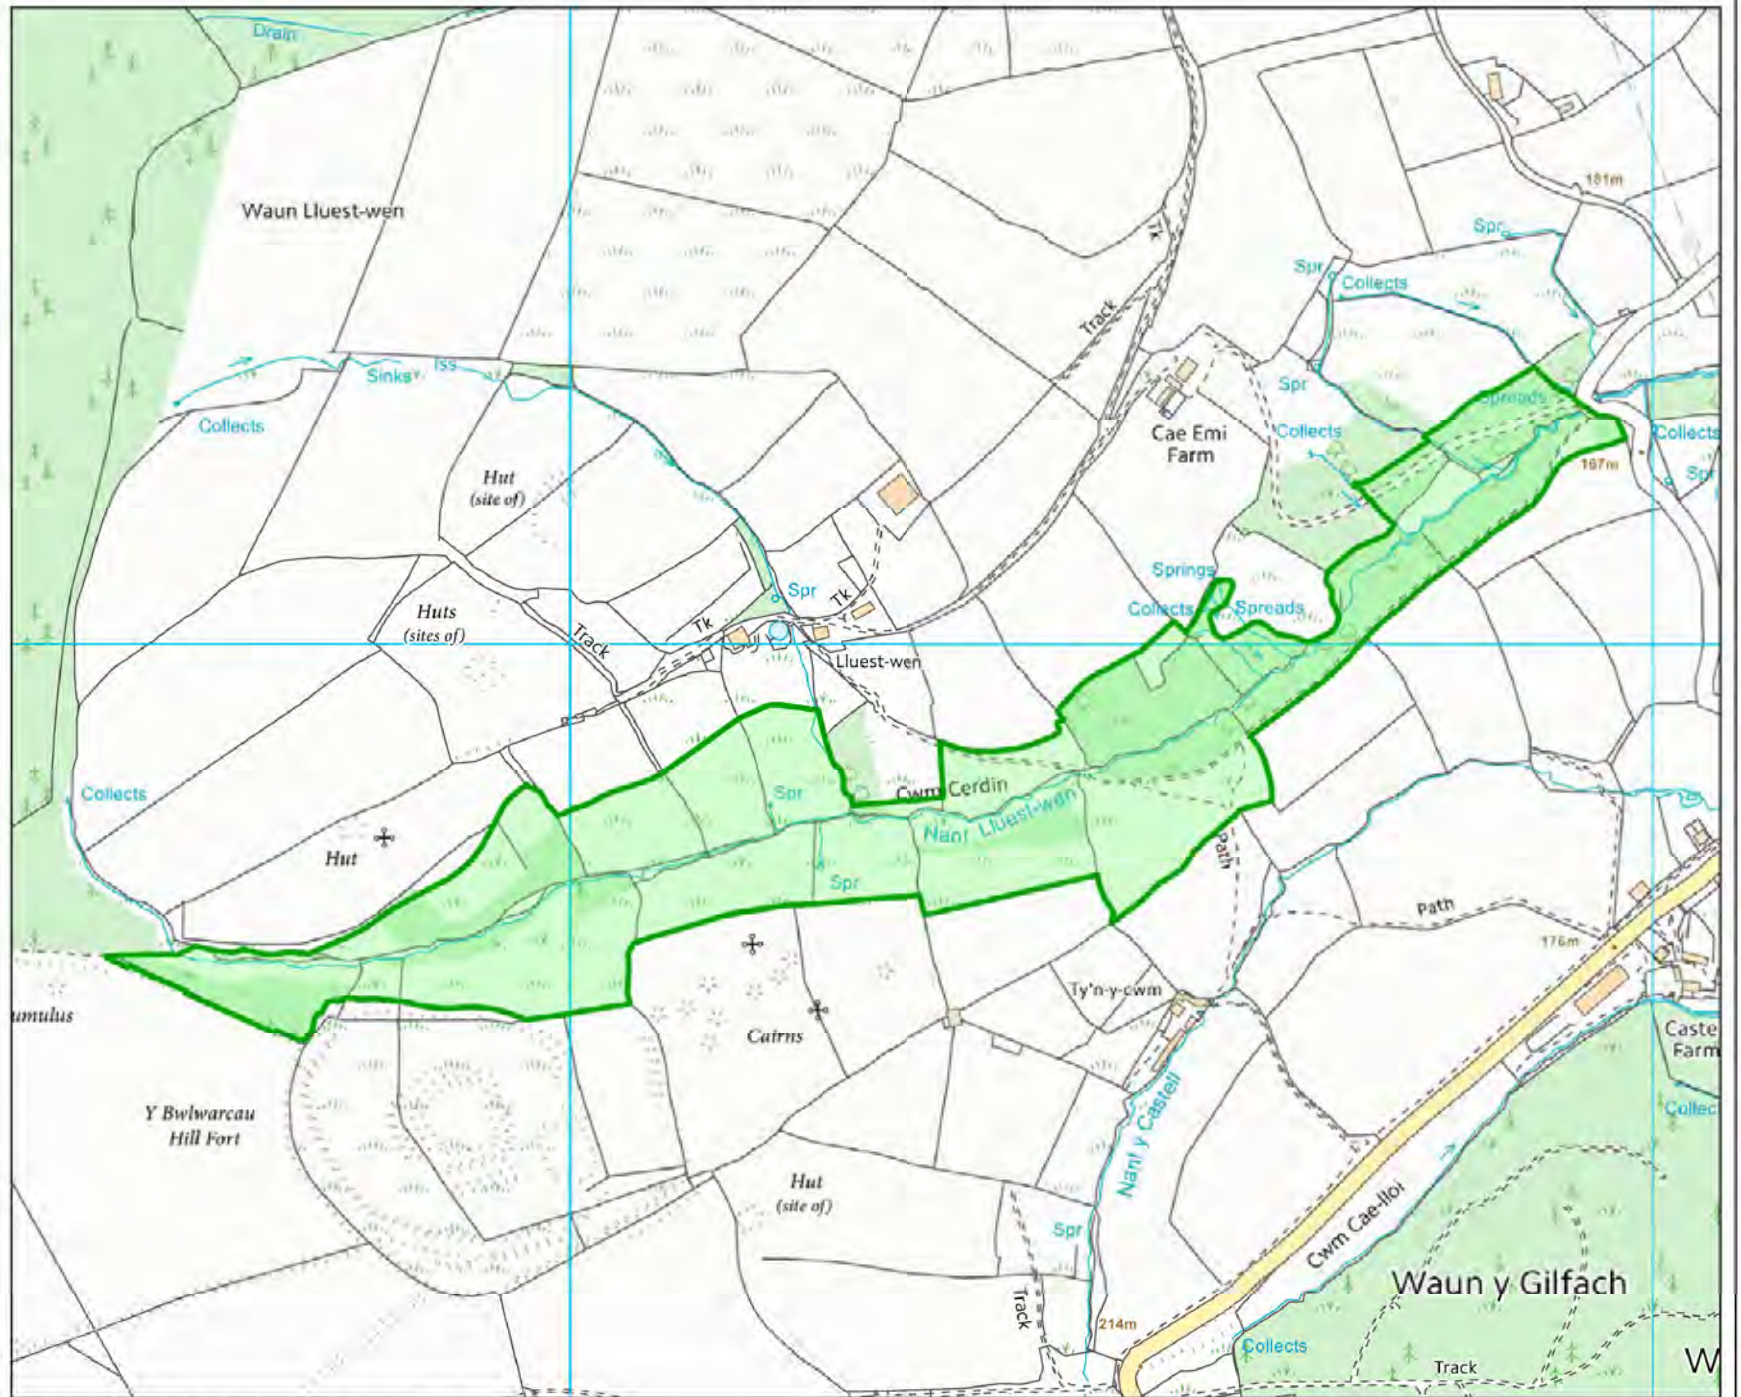 Drain
Waun Lluest-wen
181m
Spr
Tk
Spr
Collects
Track
Iss
Sinks
Spr
Spreads
Collects
Collects
Collects
Cae Emi
Farm
167m
Spr
Hut
(site of)
Springs
Spr
Tk
Collects
Spreads
Huts
(sites of)
Tk
Track
Lluest-wen
Collects
Spr
Cwm Cerdin
Nant Lluest-wen
Hut
Path
Spr
Path
176m
Ty'n-y-cwm
umulus
Cairns
Caste
Farm
Y Bwlwarcau
Hill Fort
Nant y Castell
Collec
Hut
(site of)
Spr
Cwm Cae-lloi
Waun y Gilfach
Track
214m
Collects
Track
W